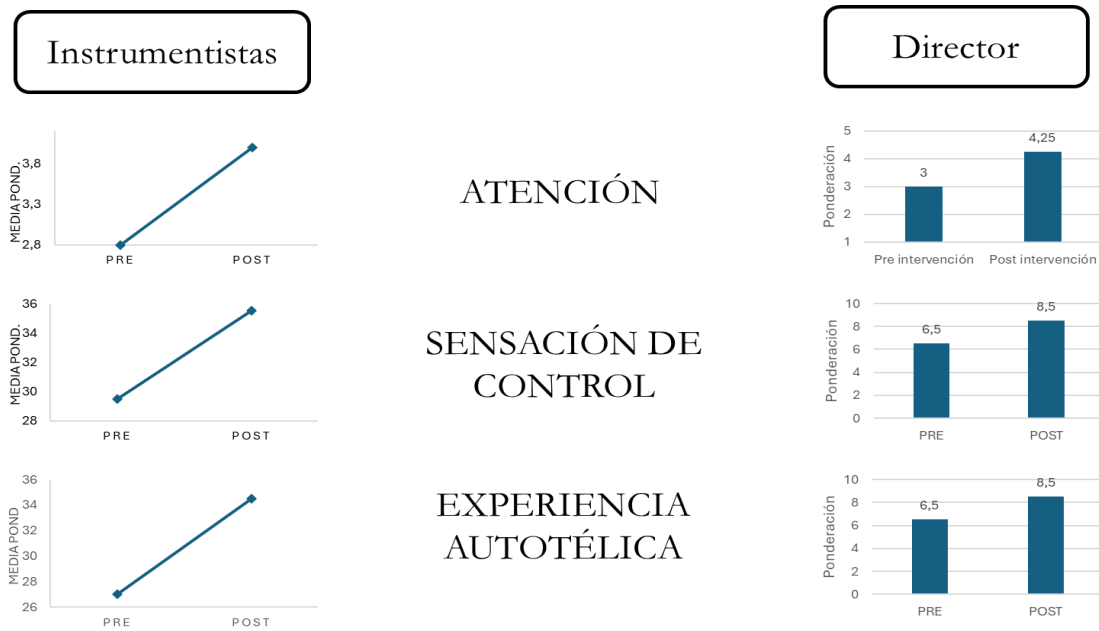 Instrumentistas
Director
MEDIA POND.
3,8
3,3
2,8
PRE POST
ATENCIÓN
Ponderación
5
4
3
2
1
3
4,25
Pre intervención Post intervención
MEDIA POND.
36
34
32
30
28
PRE POST
SENSACIÓN DE
CONTROL
Ponderación
10
8
6
4
2
0
6,5
8,5
PRE POST
MEDIA POND
36
34
32
30
28
26
PRE POST
EXPERIENCIA
AUTOTÉLICA
Ponderación
10
8
6
4
2
0
6,5
8,5
PRE POST